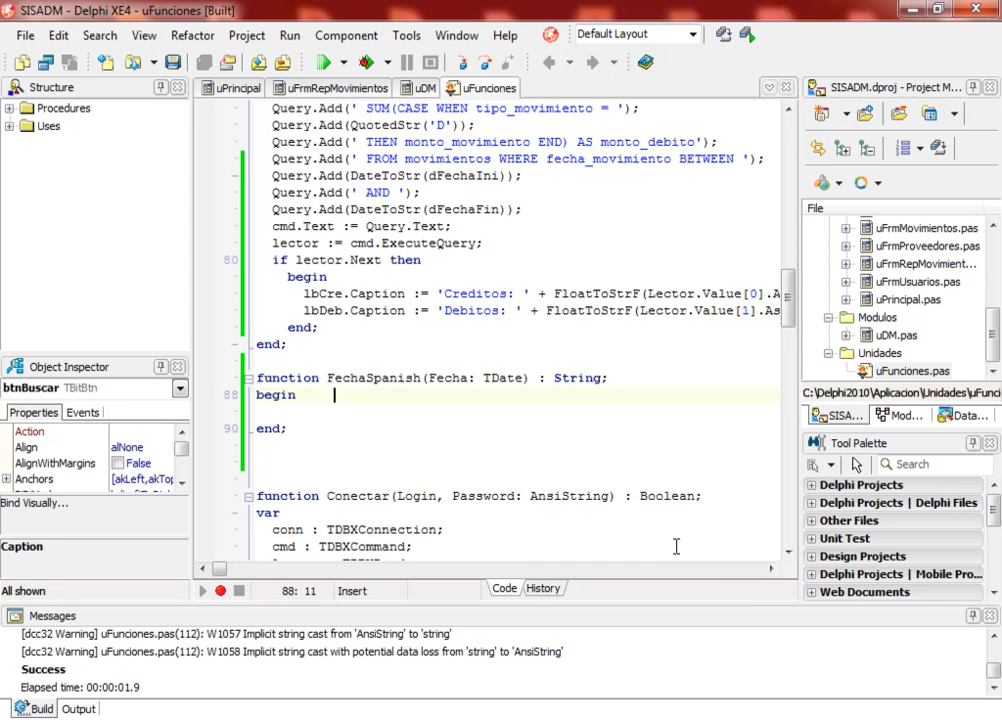 SISADM - Delphi XE4 - uFunciones [Built]
File Edit Search View Refactor Project Run Component Tools Window Help Default Layout
Structure
Procedures
Uses
uPrincipal uFrmRepMovimientos uDM uFunciones
Query.Add(' SUM(CASE WHEN tipo_movimiento = ');
Query.Add(QuotedStr('D'));
Query.Add(' THEN monto_movimiento END) AS monto_debito');
Query.Add(' FROM movimientos WHERE fecha_movimiento BETWEEN ');
Query.Add(DateToStr(dFechaIni));
Query.Add(' AND ');
Query.Add(DateToStr(dFechaFin));
cmd.Text := Query.Text;
lector := cmd.ExecuteQuery;
80 if lector.Next then
begin
lbCre.Caption := 'Creditos: ' + FloatToStrF(Lector.Value[0].A
lbDeb.Caption := 'Debitos: ' + FloatToStrF(Lector.Value[1].As
end;
end;
function FechaSpanish(Fecha: TDate) : String;
88 begin
90 end;
function Conectar(Login, Password: AnsiString) : Boolean;
var
conn : TDBXConnection;
cmd : TDBXCommand;
88: 11 Insert Code History
Object Inspector
btnBuscar TBitBtn
Properties Events
Action
Align alNone
AlignWithMargins False
Anchors [akLeft,akTop
Bind Visually...
Caption
All shown
SISADM.dproj - Project M...
File
uFrmMovimientos.pas
uFrmProveedores.pas
uFrmRepMovimient...
uFrmUsuarios.pas
uPrincipal.pas
Modulos
uDM.pas
Unidades
uFunciones.pas
C:\Delphi2010\Aplicacion\Unidades\uFunci
SISA... Mod... Data...
Tool Palette
Search
Delphi Projects
Delphi Projects | Delphi Files
Other Files
Unit Test
Design Projects
Delphi Projects | Mobile Pro...
Web Documents
Messages
[dcc32 Warning] uFunciones.pas(112): W1057 Implicit string cast from 'AnsiString' to 'string'
[dcc32 Warning] uFunciones.pas(112): W1058 Implicit string cast with potential data loss from 'string' to 'AnsiString'
Success
Elapsed time: 00:00:01.9
Build Output